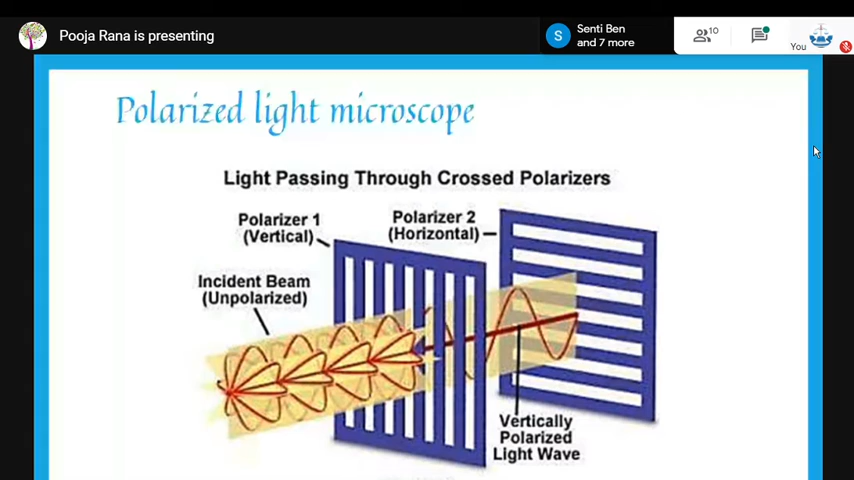 Pooja Rana is presenting
S
Senti Ben
and 7 more
10
You
Polarized light microscope
Light Passing Through Crossed Polarizers
Polarizer 1
(Vertical)
Polarizer 2
(Horizontal)
Incident Beam
(Unpolarized)
Vertically
Polarized
Light Wave